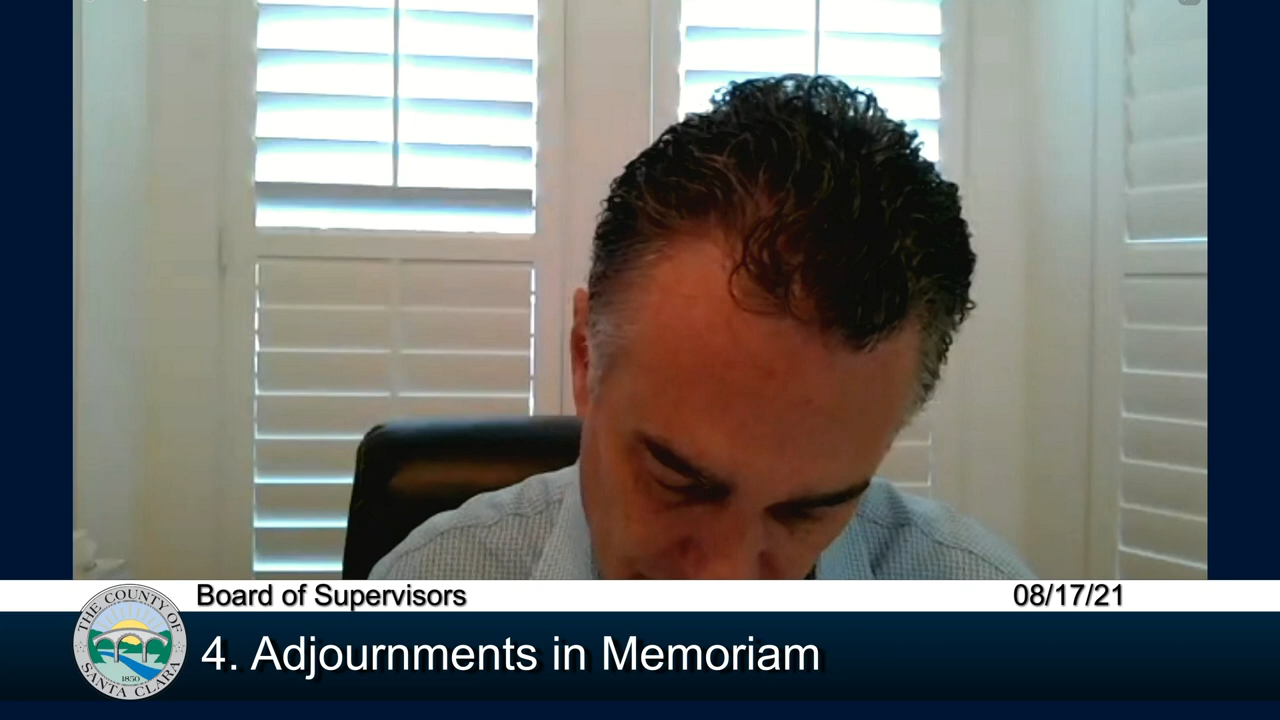 Board of Supervisors
08/17/21
THE COUNTY OF
SANTA CLARA
1850
4. Adjournments in Memoriam